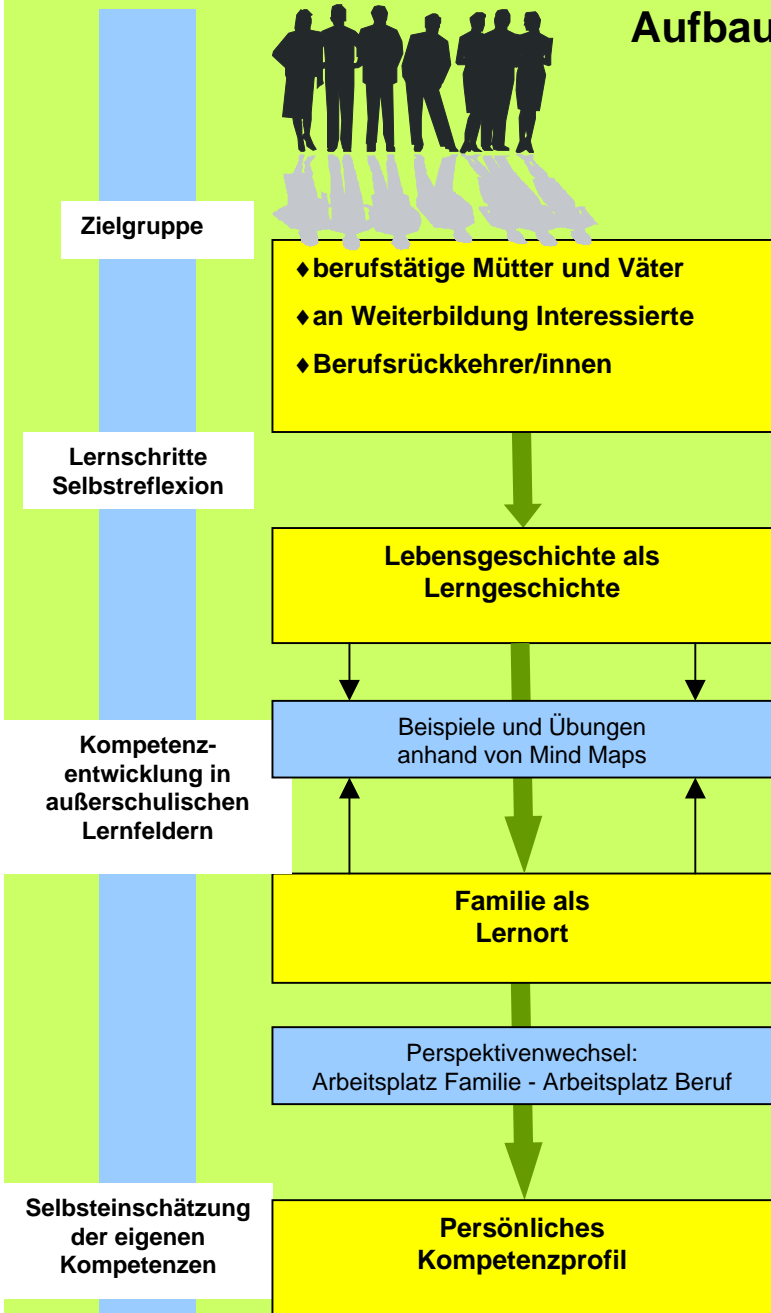 Aufbau
Zielgruppe
♦berufstätige Mütter und Väter
♦an Weiterbildung Interessierte
♦Berufsrückkehrer/innen
Lernschritte
Selbstreflexion
Lebensgeschichte als
Lerngeschichte
Beispiele und Übungen
anhand von Mind Maps
Kompetenz-
entwicklung in
außerschulischen
Lernfeldern
Familie als
Lernort
Perspektivenwechsel:
Arbeitsplatz Familie - Arbeitsplatz Beruf
Selbsteinschätzung
der eigenen
Kompetenzen
Persönliches
Kompetenzprofil